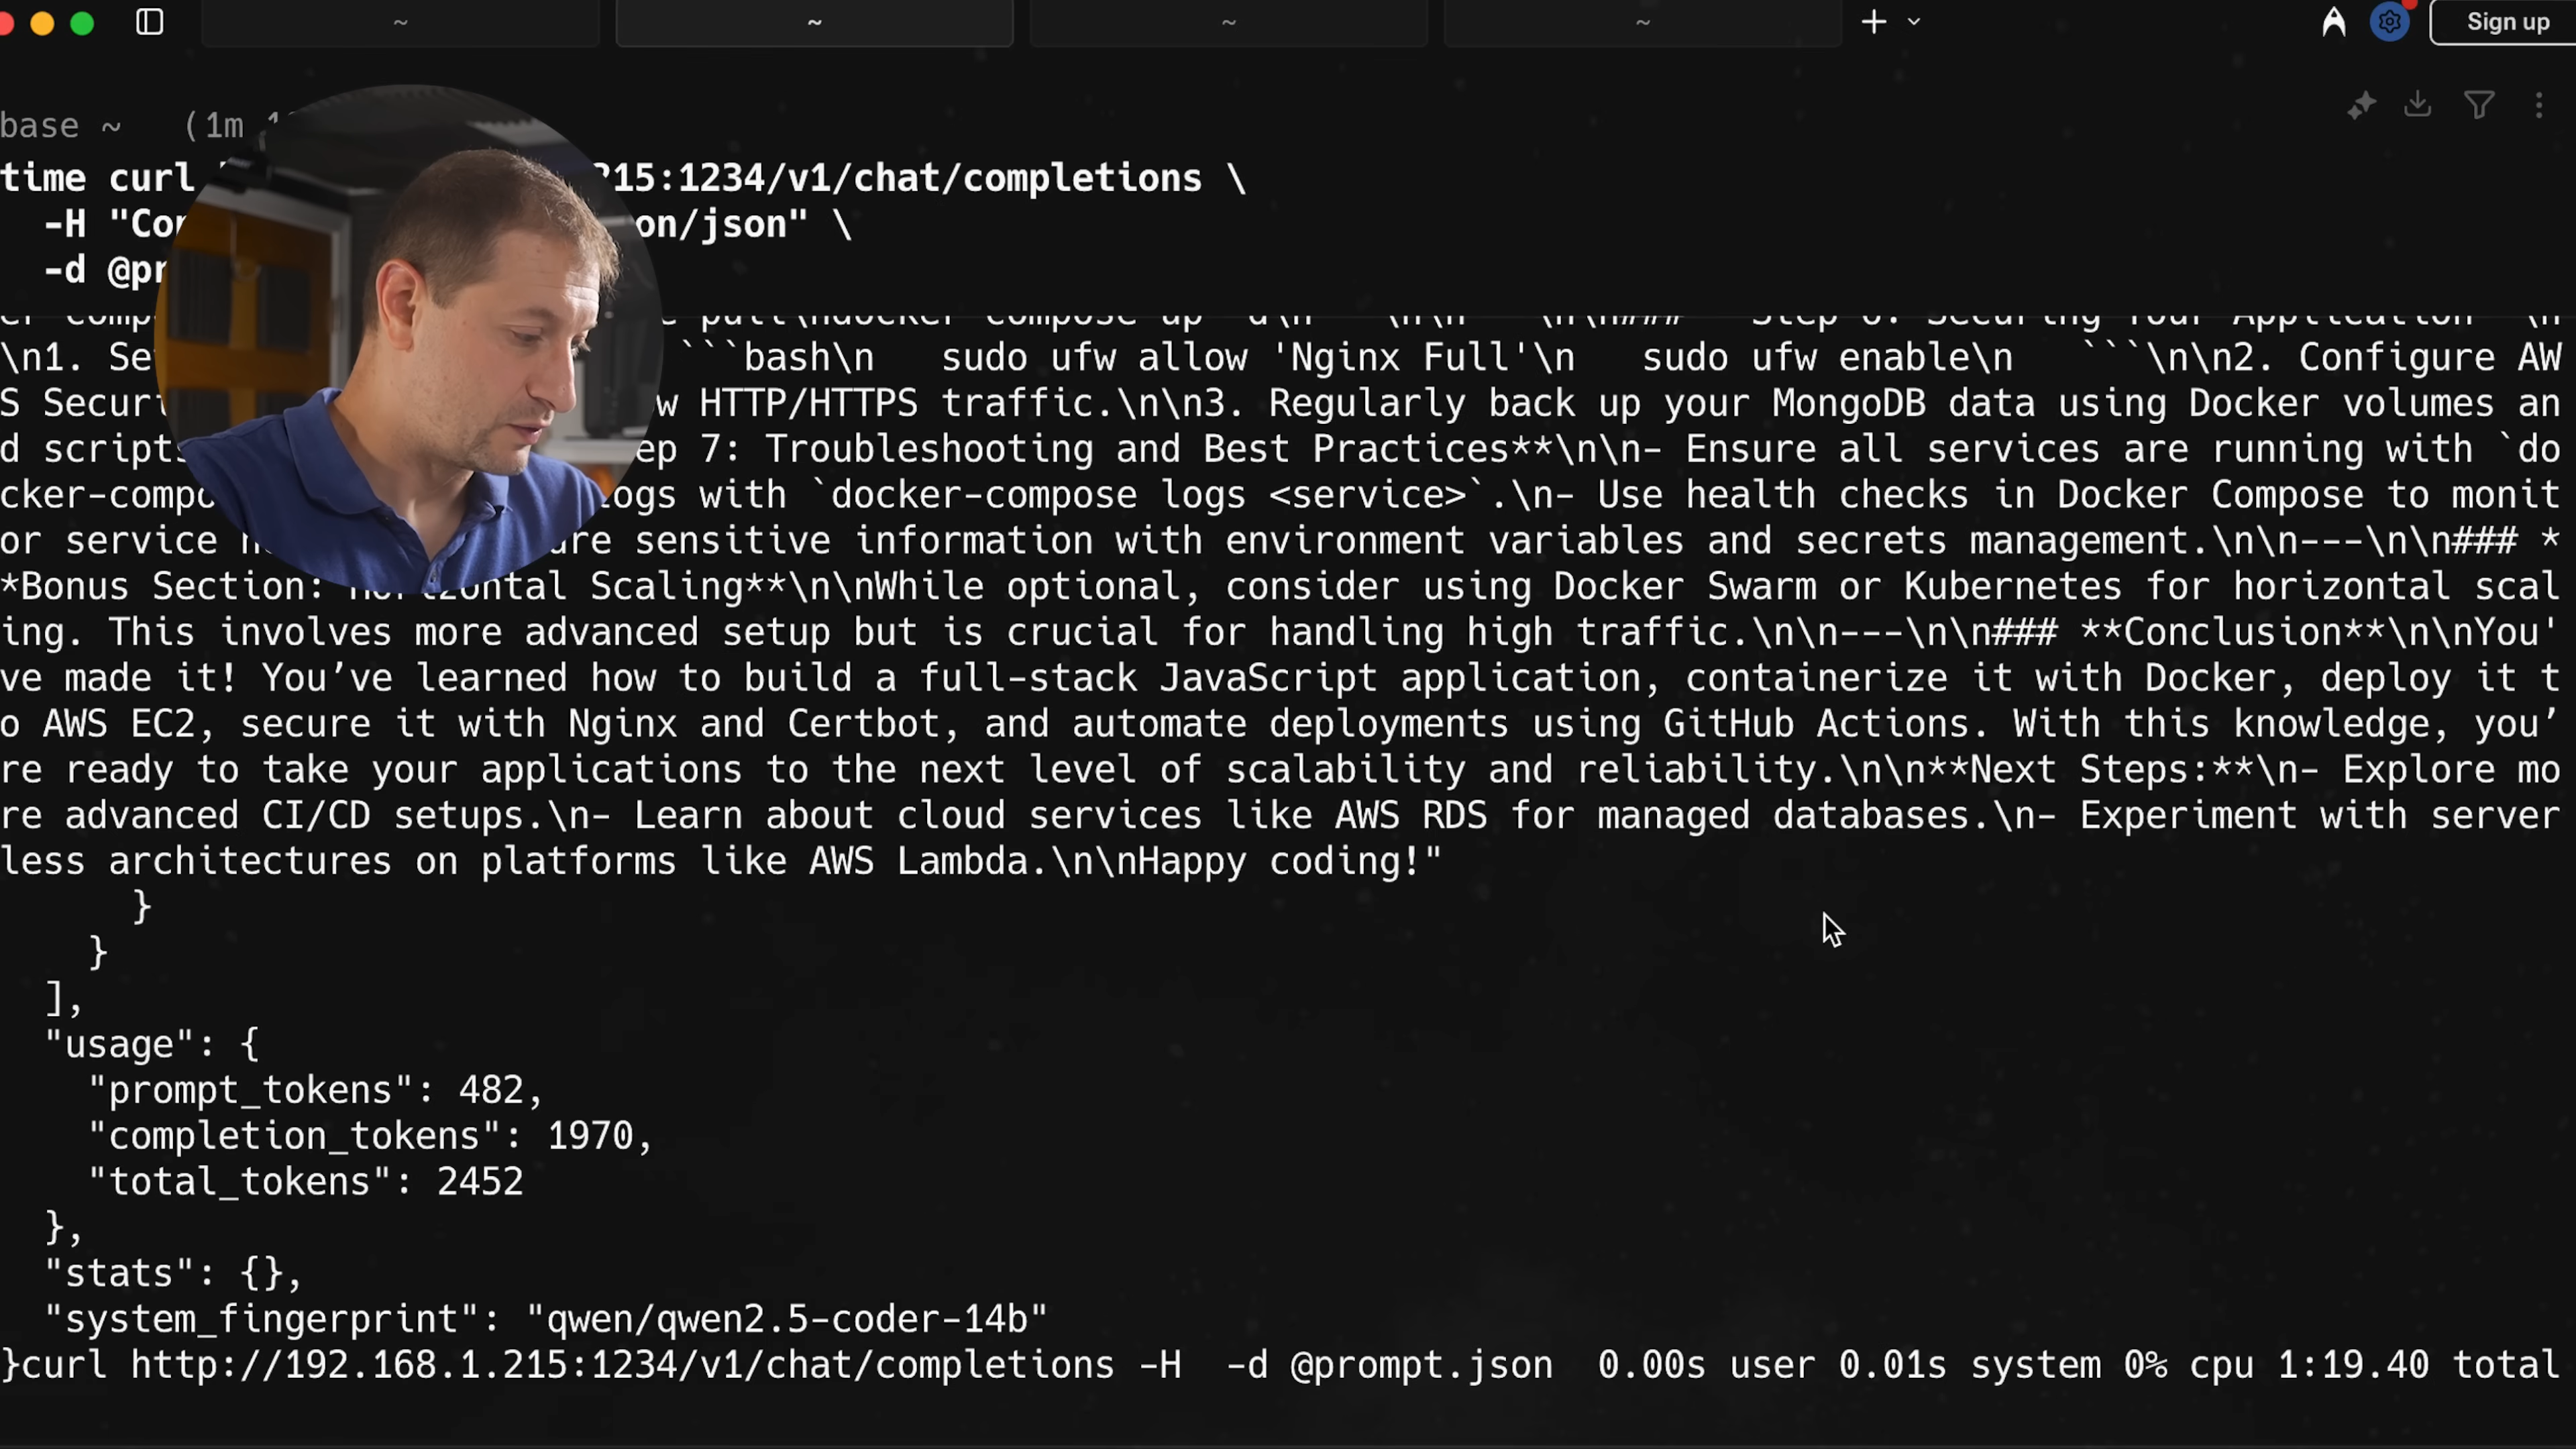 ~ ~ ~ ~ Sign up
base ~ (1m
time curl 215:1234/v1/chat/completions \
-H "Con on/json" \
-d @pr
\n1. Se ```bash\n   sudo ufw allow 'Nginx Full'\n   sudo ufw enable\n   ```\n\n2. Configure AW
S Securi w HTTP/HTTPS traffic.\n\n3. Regularly back up your MongoDB data using Docker volumes an
d scripts ep 7: Troubleshooting and Best Practices**\n\n- Ensure all services are running with `do
cker-compo logs with `docker-compose logs <service>`.\n- Use health checks in Docker Compose to monit
or service h ure sensitive information with environment variables and secrets management.\n\n---\n\n### *
*Bonus Section: Horizontal Scaling**\n\nWhile optional, consider using Docker Swarm or Kubernetes for horizontal scal
ing. This involves more advanced setup but is crucial for handling high traffic.\n\n---\n\n### **Conclusion**\n\nYou'
ve made it! You’ve learned how to build a full-stack JavaScript application, containerize it with Docker, deploy it t
o AWS EC2, secure it with Nginx and Certbot, and automate deployments using GitHub Actions. With this knowledge, you’
re ready to take your applications to the next level of scalability and reliability.\n\n**Next Steps:**\n- Explore mo
re advanced CI/CD setups.\n- Learn about cloud services like AWS RDS for managed databases.\n- Experiment with server
less architectures on platforms like AWS Lambda.\n\nHappy coding!"
}
}
],
"usage": {
"prompt_tokens": 482,
"completion_tokens": 1970,
"total_tokens": 2452
},
"stats": {},
"system_fingerprint": "qwen/qwen2.5-coder-14b"
}curl http://192.168.1.215:1234/v1/chat/completions -H  -d @prompt.json  0.00s user 0.01s system 0% cpu 1:19.40 total